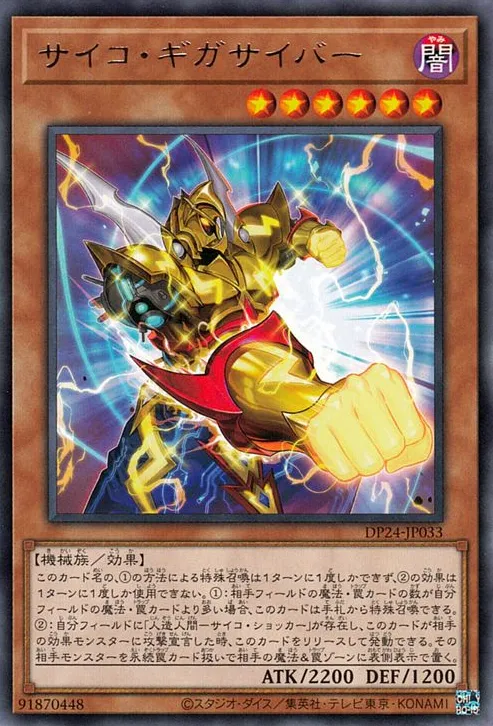 サイコ・ギガサイバー
闇
DP24-JP033
【機械族/効果】
このカード名の、①の方法による特殊召喚は1ターンに1度しかできず、②の効果は
1ターンに1度しか使用できない。①:相手フィールドの魔法・罠カードの数が自分
フィールドの魔法・罠カードより多い場合、このカードは手札から特殊召喚できる。
②:自分フィールドに「人造人間-サイコ・ショッカー」が存在し、このカードが相手
の効果モンスターに攻撃宣言した時、このカードをリリースして発動できる。その
相手モンスターを永続罠カード扱いで相手の魔法&罠ゾーンに表側表示で置く。
ATK/2200 DEF/1200
91870448 ©スタジオ・ダイス/集英社・テレビ東京・KONAMI